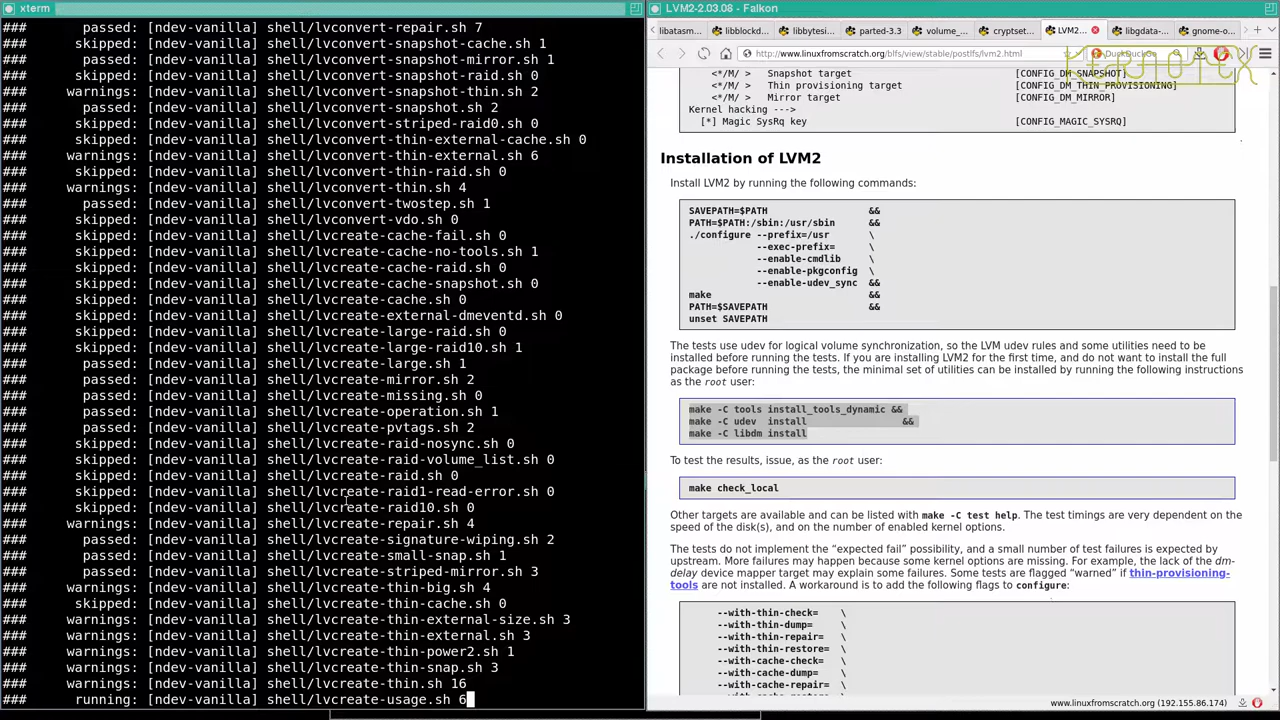 xterm
###       passed: [ndev-vanilla] shell/lvconvert-repair.sh 7
###      skipped: [ndev-vanilla] shell/lvconvert-snapshot-cache.sh 1
###       passed: [ndev-vanilla] shell/lvconvert-snapshot-mirror.sh 1
###      skipped: [ndev-vanilla] shell/lvconvert-snapshot-raid.sh 0
###     warnings: [ndev-vanilla] shell/lvconvert-snapshot-thin.sh 2
###       passed: [ndev-vanilla] shell/lvconvert-snapshot.sh 2
###      skipped: [ndev-vanilla] shell/lvconvert-striped-raid0.sh 0
###      skipped: [ndev-vanilla] shell/lvconvert-thin-external-cache.sh 0
###     warnings: [ndev-vanilla] shell/lvconvert-thin-external.sh 6
###      skipped: [ndev-vanilla] shell/lvconvert-thin-raid.sh 0
###     warnings: [ndev-vanilla] shell/lvconvert-thin.sh 4
###       passed: [ndev-vanilla] shell/lvconvert-twostep.sh 1
###      skipped: [ndev-vanilla] shell/lvconvert-vdo.sh 0
###      skipped: [ndev-vanilla] shell/lvcreate-cache-fail.sh 0
###      skipped: [ndev-vanilla] shell/lvcreate-cache-no-tools.sh 1
###      skipped: [ndev-vanilla] shell/lvcreate-cache-raid.sh 0
###      skipped: [ndev-vanilla] shell/lvcreate-cache-snapshot.sh 0
###      skipped: [ndev-vanilla] shell/lvcreate-cache.sh 0
###      skipped: [ndev-vanilla] shell/lvcreate-external-dmeventd.sh 0
###      skipped: [ndev-vanilla] shell/lvcreate-large-raid.sh 0
###      skipped: [ndev-vanilla] shell/lvcreate-large-raid10.sh 1
###       passed: [ndev-vanilla] shell/lvcreate-large.sh 1
###       passed: [ndev-vanilla] shell/lvcreate-mirror.sh 2
###       passed: [ndev-vanilla] shell/lvcreate-missing.sh 0
###       passed: [ndev-vanilla] shell/lvcreate-operation.sh 1
###       passed: [ndev-vanilla] shell/lvcreate-pvtags.sh 2
###      skipped: [ndev-vanilla] shell/lvcreate-raid-nosync.sh 0
###      skipped: [ndev-vanilla] shell/lvcreate-raid-volume_list.sh 0
###      skipped: [ndev-vanilla] shell/lvcreate-raid.sh 0
###      skipped: [ndev-vanilla] shell/lvcreate-raid1-read-error.sh 0
###      skipped: [ndev-vanilla] shell/lvcreate-raid10.sh 0
###     warnings: [ndev-vanilla] shell/lvcreate-repair.sh 4
###       passed: [ndev-vanilla] shell/lvcreate-signature-wiping.sh 2
###       passed: [ndev-vanilla] shell/lvcreate-small-snap.sh 1
###       passed: [ndev-vanilla] shell/lvcreate-striped-mirror.sh 3
###     warnings: [ndev-vanilla] shell/lvcreate-thin-big.sh 4
###      skipped: [ndev-vanilla] shell/lvcreate-thin-cache.sh 0
###     warnings: [ndev-vanilla] shell/lvcreate-thin-external-size.sh 3
###     warnings: [ndev-vanilla] shell/lvcreate-thin-external.sh 3
###     warnings: [ndev-vanilla] shell/lvcreate-thin-power2.sh 1
###     warnings: [ndev-vanilla] shell/lvcreate-thin-snap.sh 3
###     warnings: [ndev-vanilla] shell/lvcreate-thin.sh 16
###      running: [ndev-vanilla] shell/lvcreate-usage.sh 6
LVM2-2.03.08 - Falkon
libatasm... libblockd... libbytesi... parted-3.3 volume_... cryptset... LVM2... libgdata-... gnome-o...
http://www.linuxfromscratch.org/blfs/view/stable/postlfs/lvm2.html
KERNOTEX
<*/M/ > Snapshot target [CONFIG_DM_SNAPSHOT]
<*/M/ > Thin provisioning target [CONFIG_DM_THIN_PROVISIONING]
<*/M/ > Mirror target [CONFIG_DM_MIRROR]
Kernel hacking --->
[*] Magic SysRq key [CONFIG_MAGIC_SYSRQ]
Installation of LVM2
Install LVM2 by running the following commands:
SAVEPATH=$PATH &&
PATH=$PATH:/sbin:/usr/sbin &&
./configure --prefix=/usr \
--exec-prefix= \
--enable-cmdlib \
--enable-pkgconfig \
--enable-udev_sync &&
make &&
PATH=$SAVEPATH &&
unset SAVEPATH
The tests use udev for logical volume synchronization, so the LVM udev rules and some utilities need to be
installed before running the tests. If you are installing LVM2 for the first time, and do not want to install the full
package before running the tests, the minimal set of utilities can be installed by running the following instructions
as the root user:
make -C tools install_tools_dynamic &&
make -C udev  install &&
make -C libdm install
To test the results, issue, as the root user:
make check_local
Other targets are available and can be listed with make -C test help. The test timings are very dependent on the
speed of the disk(s), and on the number of enabled kernel options.
The tests do not implement the “expected fail” possibility, and a small number of test failures is expected by
upstream. More failures may happen because some kernel options are missing. For example, the lack of the dm-
delay device mapper target may explain some failures. Some tests are flagged “warned” if thin-provisioning-
tools are not installed. A workaround is to add the following flags to configure:
--with-thin-check= \
--with-thin-dump= \
--with-thin-repair= \
--with-thin-restore= \
--with-cache-check= \
--with-cache-dump= \
--with-cache-repair= \
www.linuxfromscratch.org (192.155.86.174)